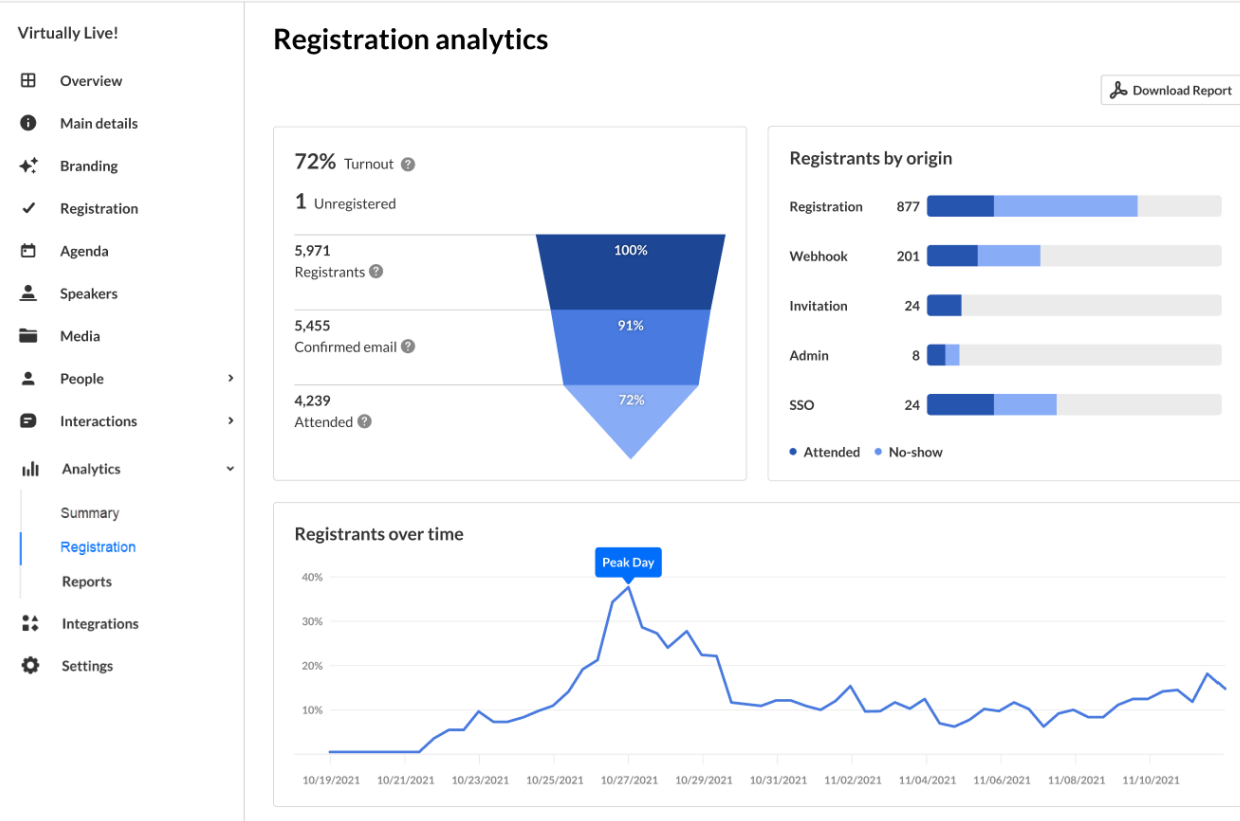 Virtually Live!
Overview
Main details
Branding
Registration
Agenda
Speakers
Media
People
Interactions
Analytics
Summary
Registration
Reports
Integrations
Settings
Registration analytics
Download Report
72% Turnout ?
1 Unregistered
5,971
Registrants ?
100%
5,455
Confirmed email ?
91%
4,239
Attended ?
72%
Registrants by origin
Registration 877
Webhook 201
Invitation 24
Admin 8
SSO 24
Attended No-show
Registrants over time
Peak Day
40%
30%
20%
10%
10/19/2021 10/21/2021 10/23/2021 10/25/2021 10/27/2021 10/29/2021 10/31/2021 11/02/2021 11/04/2021 11/06/2021 11/08/2021 11/10/2021